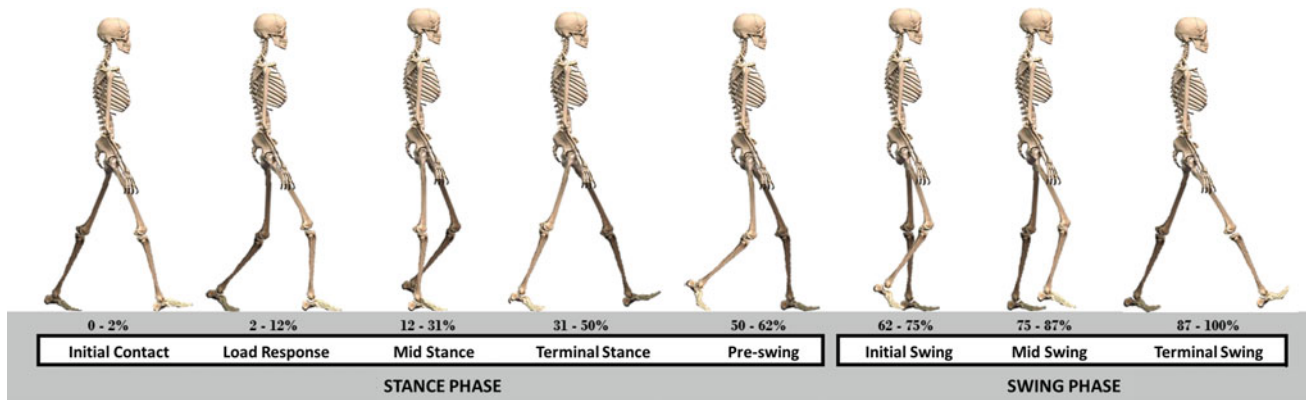 0 - 2% 2 - 12% 12 - 31% 31 - 50% 50 - 62% 62 - 75% 75 - 87% 87 - 100%
Initial Contact Load Response Mid Stance Terminal Stance Pre-swing Initial Swing Mid Swing Terminal Swing
STANCE PHASE SWING PHASE